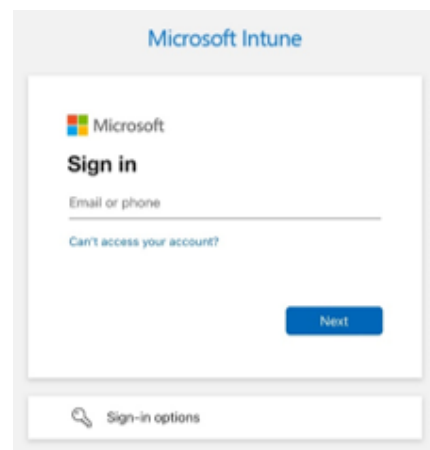 Microsoft Intune
Microsoft
Sign in
Email or phone
Can't access your account?
Next
Sign-in options